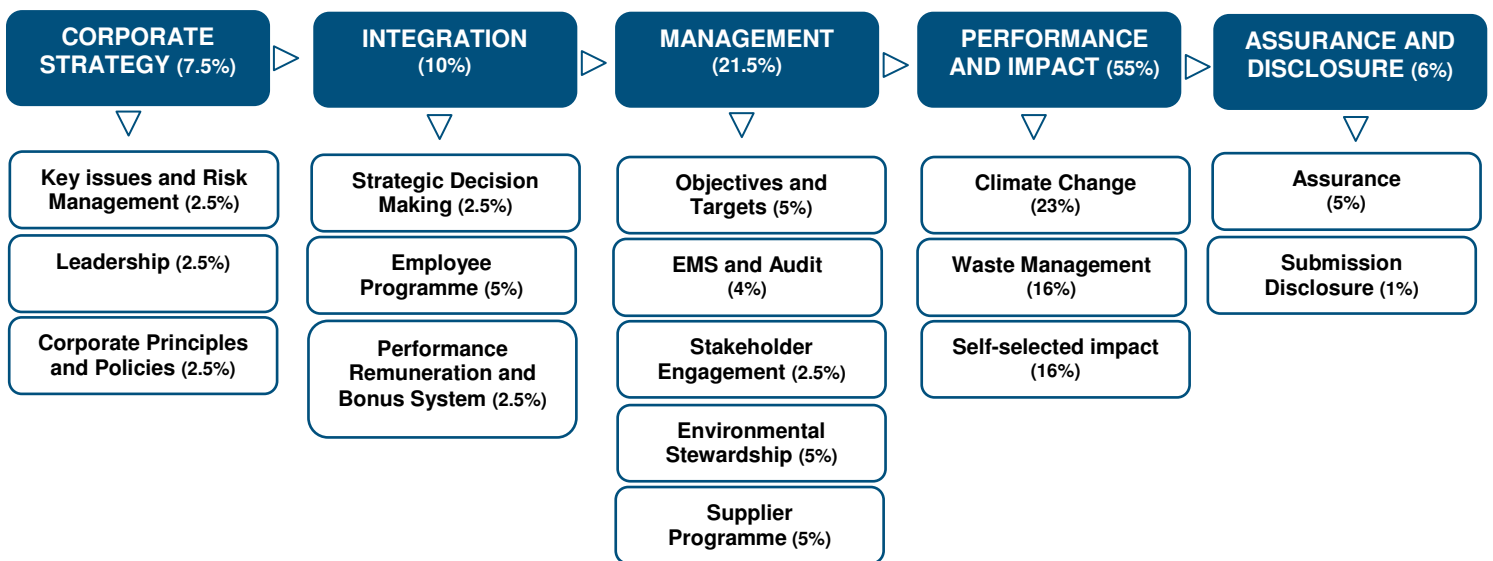 CORPORATE
STRATEGY (7.5%)
Key issues and Risk
Management (2.5%)
Leadership (2.5%)
Corporate Principles
and Policies (2.5%)
INTEGRATION
(10%)
Strategic Decision
Making (2.5%)
Employee
Programme (5%)
Performance
Remuneration and
Bonus System (2.5%)
MANAGEMENT
(21.5%)
Objectives and
Targets (5%)
EMS and Audit
(4%)
Stakeholder
Engagement (2.5%)
Environmental
Stewardship (5%)
Supplier
Programme (5%)
PERFORMANCE
AND IMPACT (55%)
Climate Change
(23%)
Waste Management
(16%)
Self-selected impact
(16%)
ASSURANCE AND
DISCLOSURE (6%)
Assurance
(5%)
Submission
Disclosure (1%)